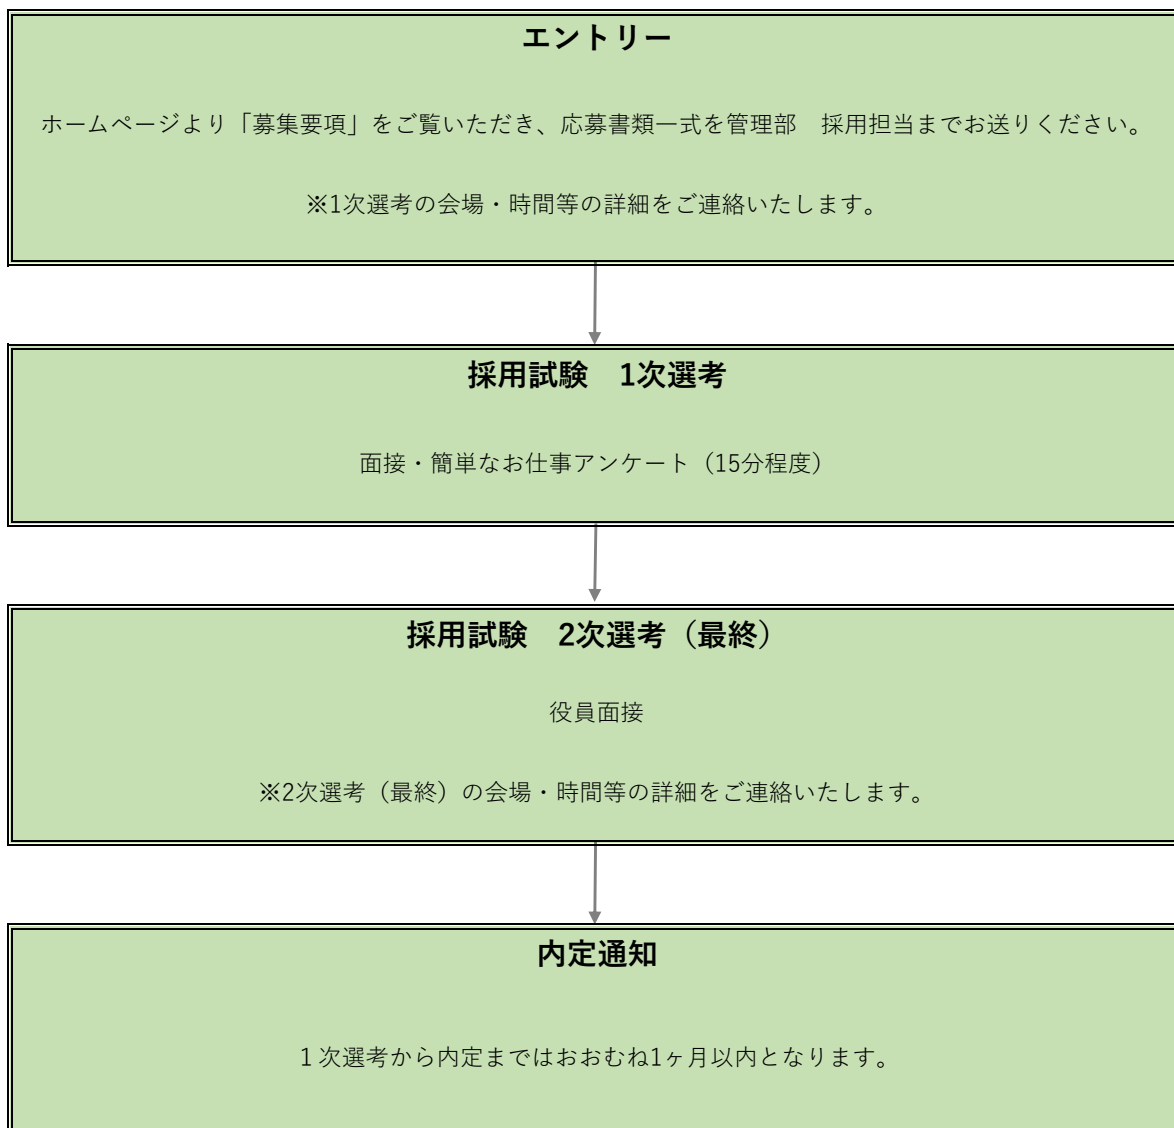 エントリー
ホームページより「募集要項」をご覧いただき、応募書類一式を管理部　採用担当までお送りください。
※1次選考の会場・時間等の詳細をご連絡いたします。
採用試験　1次選考
面接・簡単なお仕事アンケート（15分程度）
採用試験　2次選考（最終）
役員面接
※2次選考（最終）の会場・時間等の詳細をご連絡いたします。
内定通知
１次選考から内定まではおおむね1ヶ月以内となります。